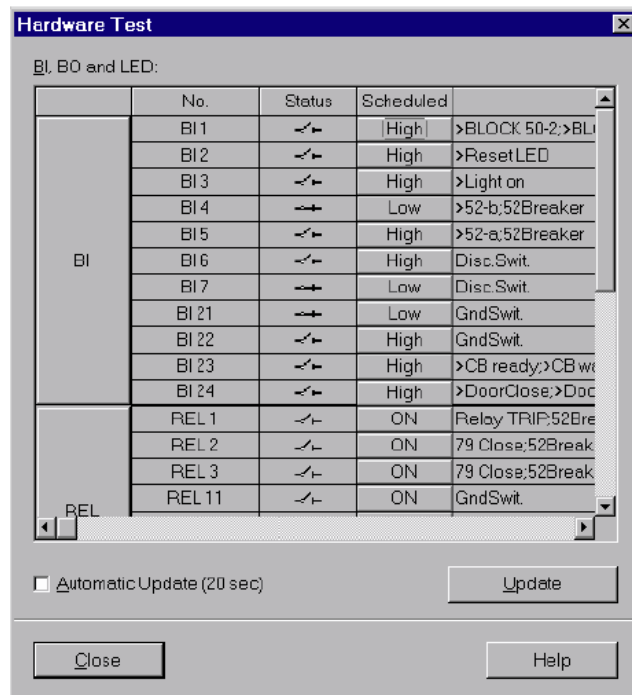 Hardware Test
BI, BO and LED:
No. Status Scheduled
BI 1 High >BLOCK 50-2;>BL
BI 2 High >ResetLED
BI 3 High >Light on
BI 4 Low >52-b;52Breaker
BI 5 High >52-a;52Breaker
BI BI 6 High Disc.Swit.
BI 7 Low Disc.Swit.
BI 21 Low GndSwit.
BI 22 High GndSwit.
BI 23 High >CB ready;>CB wa
BI 24 High >DoorClose;>Doo
REL 1 ON Relay TRIP;52Bre
REL 2 ON 79 Close;52Break
REL 3 ON 79 Close;52Break
REL REL 11 ON GndSwit.
Automatic Update (20 sec) Update
Close Help